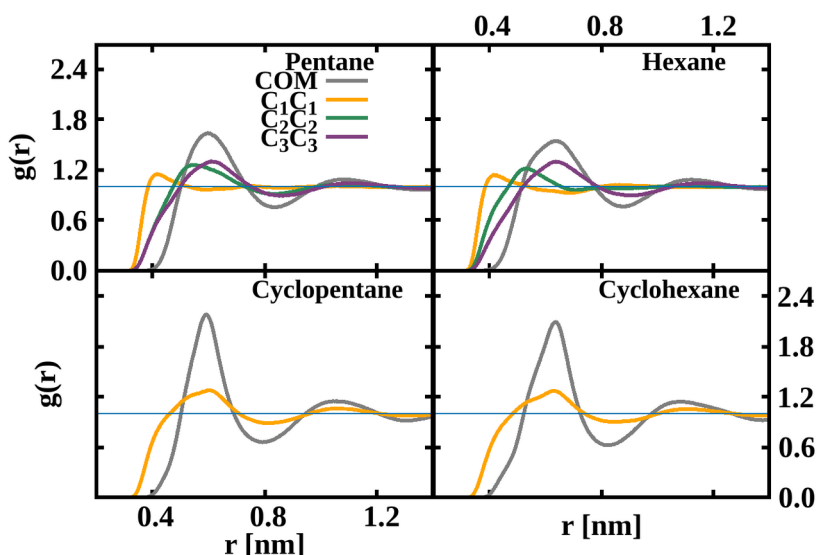 0.4 0.8 1.2
Pentane Hexane
COM
C1C1
C2C2
C3C3
2.4
1.8
1.2
0.6
0.0
g(r)
Cyclopentane Cyclohexane
2.4
1.8
1.2
0.6
0.0
g(r)
0.4 0.8 1.2
r [nm] r [nm]